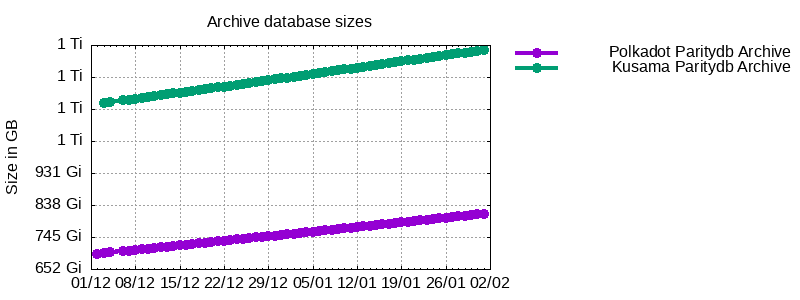 Archive database sizes
Polkadot Paritydb Archive
Kusama Paritydb Archive
Size in GB
1 Ti
1 Ti
1 Ti
1 Ti
931 Gi
838 Gi
745 Gi
652 Gi
01/12 08/12 15/12 22/12 29/12 05/01 12/01 19/01 26/01 02/02